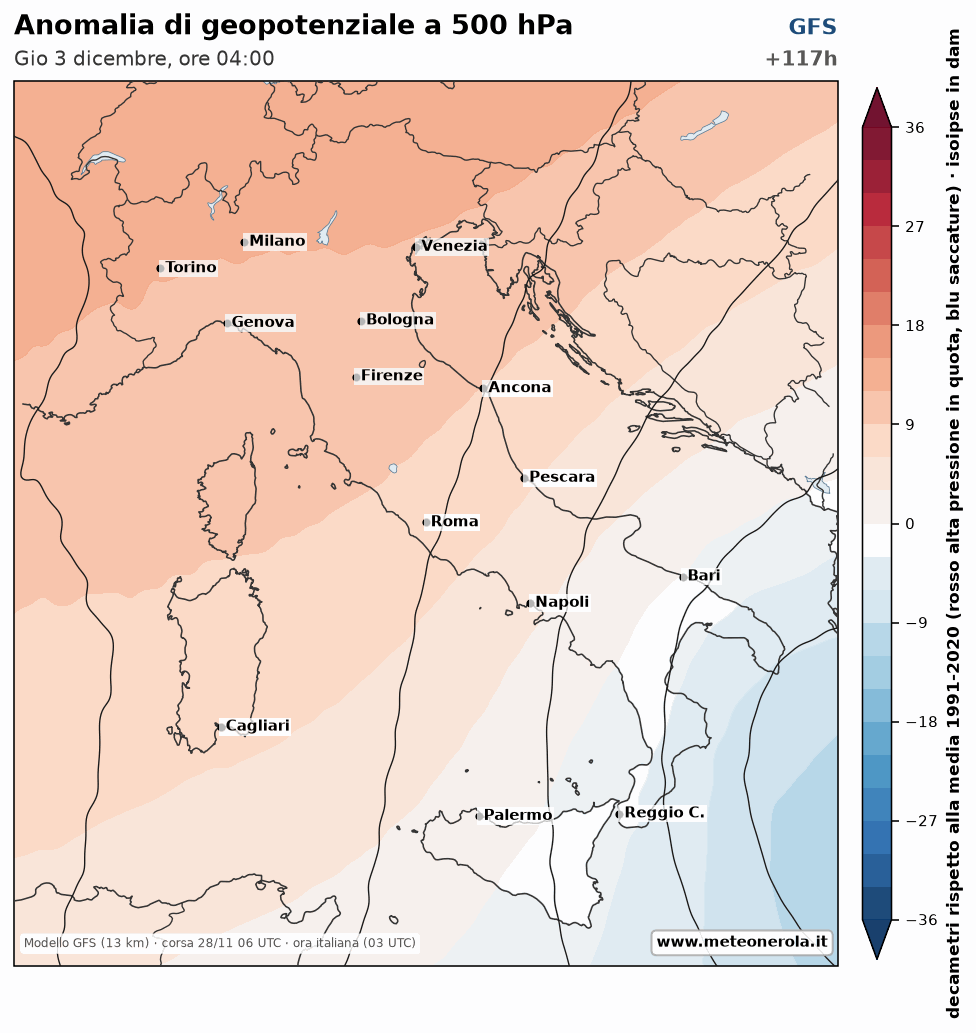 Anomalia di geopotenziale a 500 hPa
GFS
Gio 3 dicembre, ore 04:00
+117h
Milano
Venezia
Torino
Genova
Bologna
Firenze
Ancona
Pescara
Roma
Bari
Napoli
Cagliari
Palermo
Reggio C.
Modello GFS (13 km) · corsa 28/11 06 UTC · ora italiana (03 UTC)
www.meteonerola.it
36
27
18
9
0
−9
−18
−27
−36
decametri rispetto alla media 1991-2020 (rosso alta pressione in quota, blu saccature) · isoipse in dam